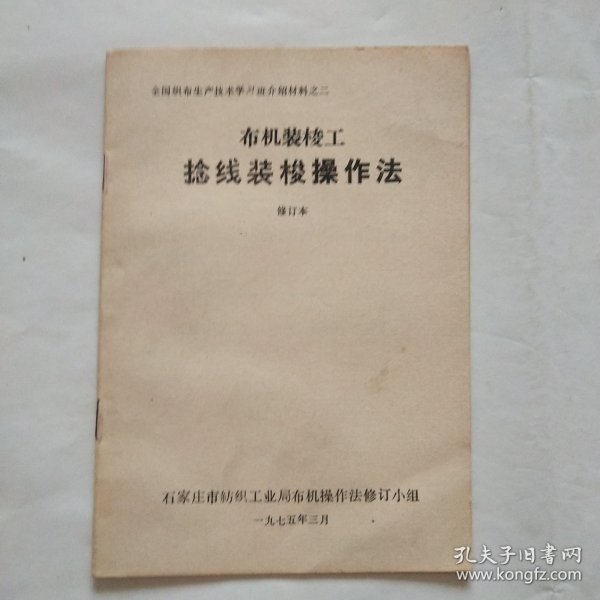 全国织布生产技术学习班介绍材料之二
布机装梭工
捻线装梭操作法
修订本
石家庄市纺织工业局布机操作法修订小组
一九七五年三月
孔夫子旧书网
www.kongfz.com